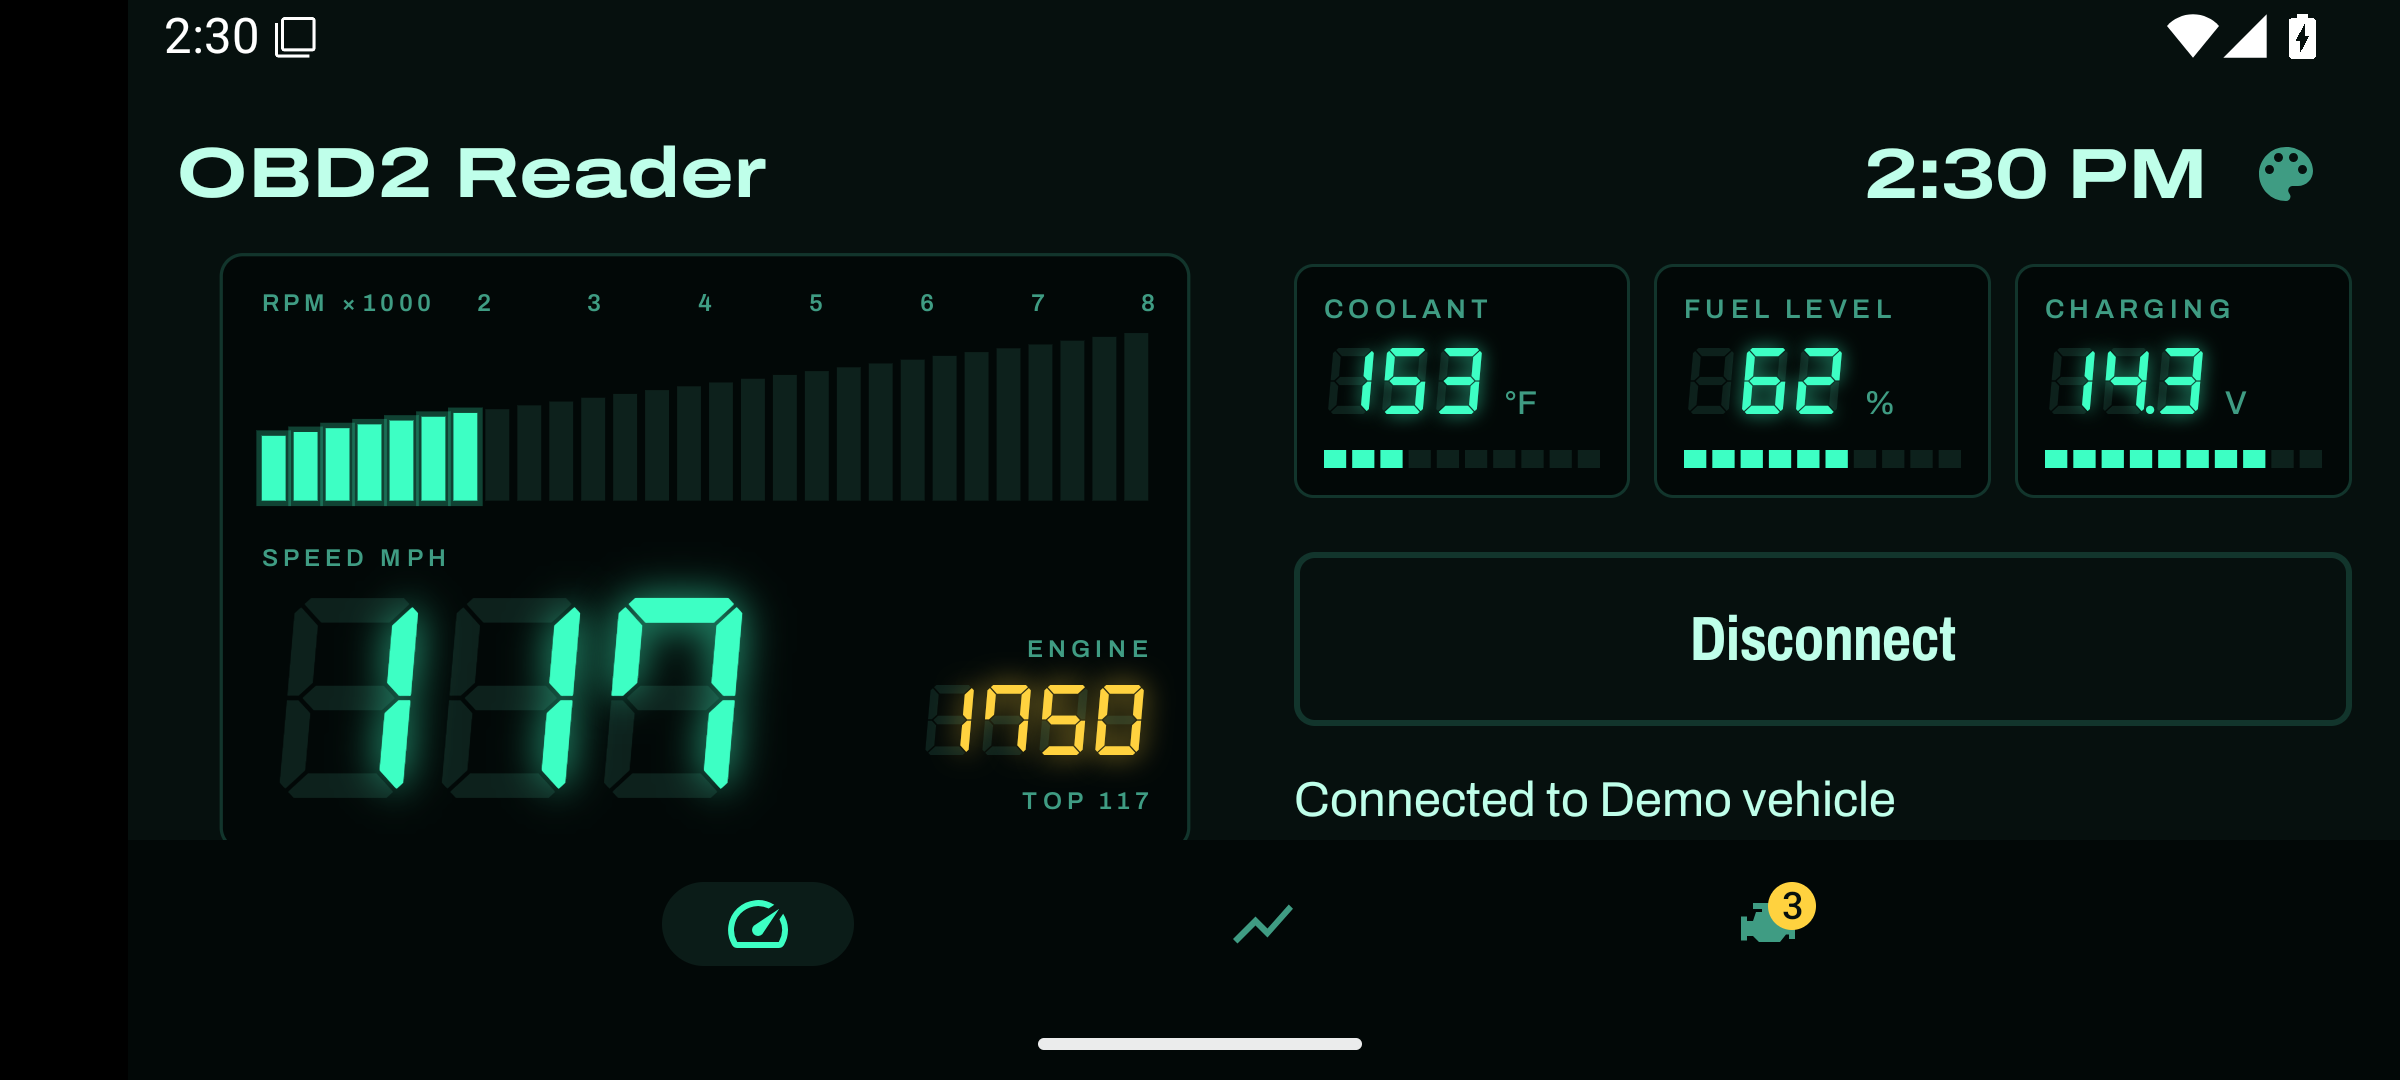 2:30
OBD2 Reader
2:30 PM
RPM ×1000 2 3 4 5 6 7 8
SPEED MPH
117
ENGINE
1750
TOP 117
COOLANT
153 °F
FUEL LEVEL
62 %
CHARGING
14.3 V
Disconnect
Connected to Demo vehicle
3